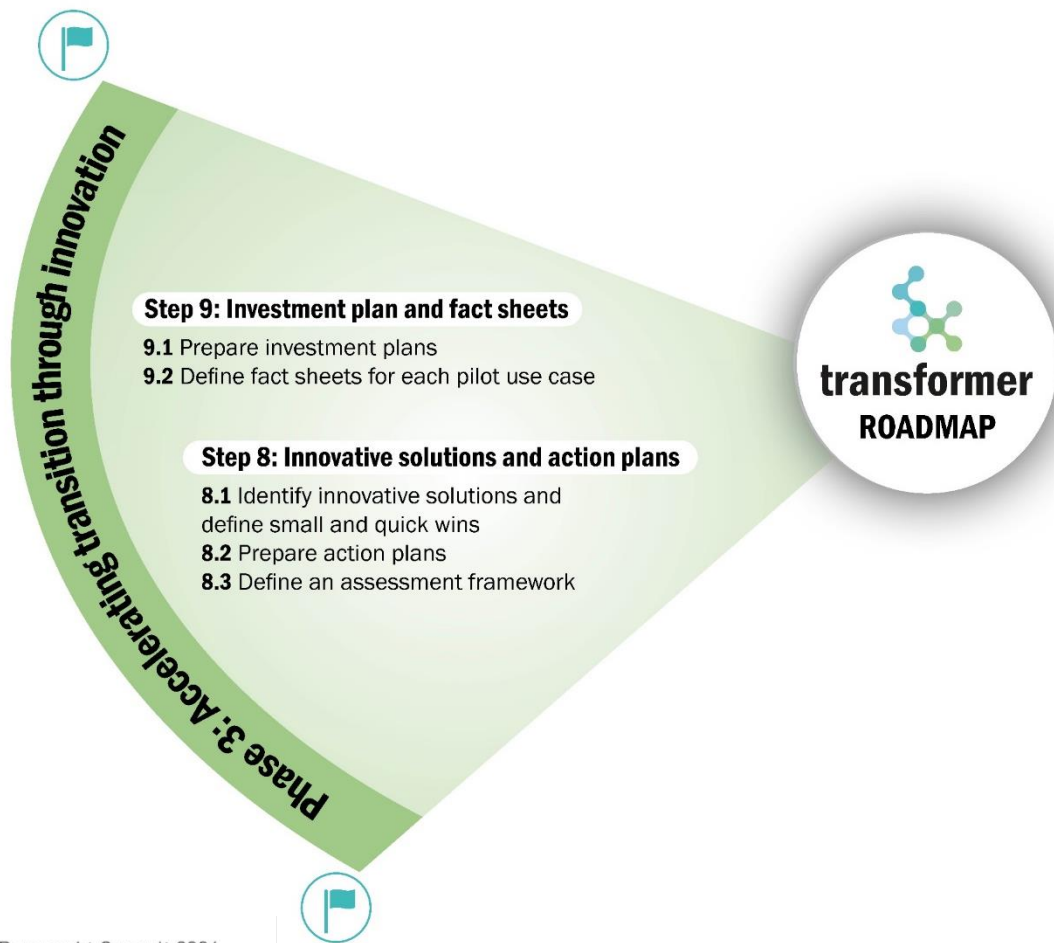 Phase 3: Accelerating transition through innovation
Step 9: Investment plan and fact sheets
9.1 Prepare investment plans
9.2 Define fact sheets for each pilot use case
Step 8: Innovative solutions and action plans
8.1 Identify innovative solutions and
define small and quick wins
8.2 Prepare action plans
8.3 Define an assessment framework
transformer
ROADMAP